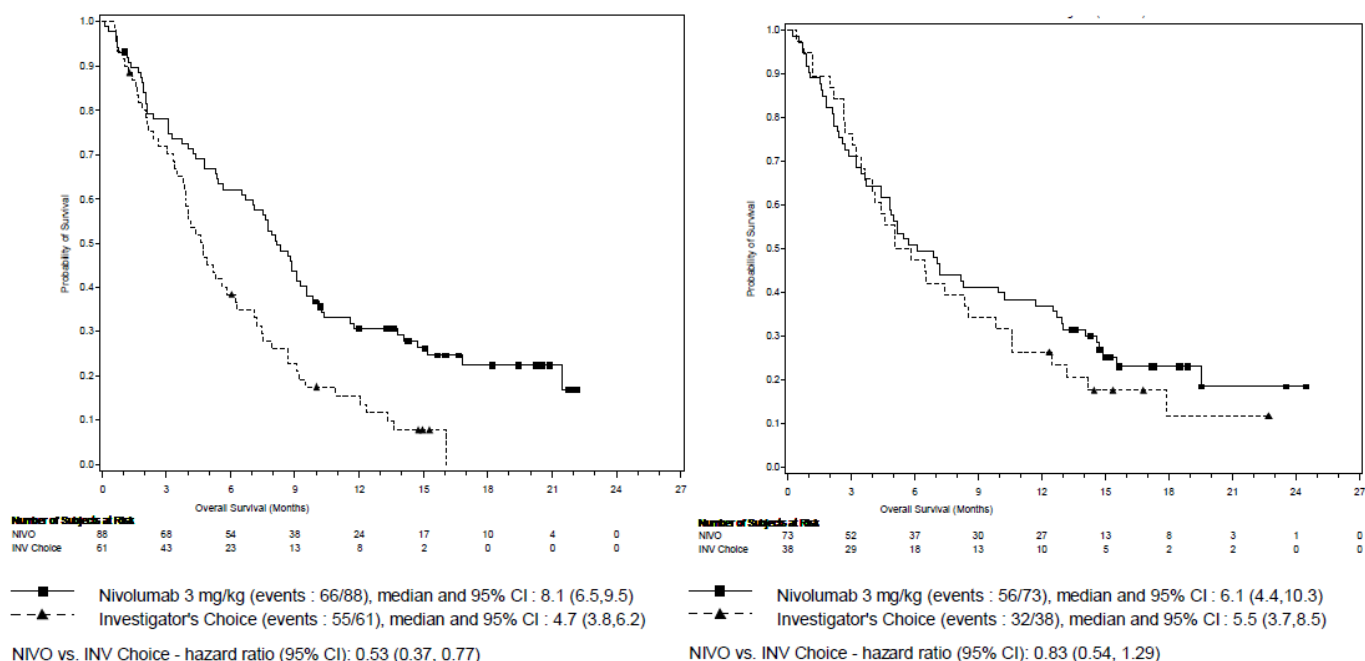 1.0
0.9
0.8
0.7
0.6
0.5
0.4
0.3
0.2
0.1
0.0
Probability of Survival
0 3 6 9 12 15 18 21 24 27
Overall Survival (Months)
Number of Subjects at Risk
NIVO 88 68 54 38 24 17 10 4 0
INV Choice 61 43 23 13 8 2 0 0 0
Nivolumab 3 mg/kg (events : 66/88), median and 95% CI : 8.1 (6.5,9.5)
Investigator's Choice (events : 55/61), median and 95% CI : 4.7 (3.8,6.2)
NIVO vs. INV Choice - hazard ratio (95% CI): 0.53 (0.37, 0.77)
1.0
0.9
0.8
0.7
0.6
0.5
0.4
0.3
0.2
0.1
0.0
Probability of Survival
0 3 6 9 12 15 18 21 24 27
Overall Survival (Months)
Number of Subjects at Risk
NIVO 73 52 37 30 27 13 8 3 1 0
INV Choice 38 29 18 13 10 5 2 2 0 0
Nivolumab 3 mg/kg (events : 56/73), median and 95% CI : 6.1 (4.4,10.3)
Investigator's Choice (events : 32/38), median and 95% CI : 5.5 (3.7,8.5)
NIVO vs. INV Choice - hazard ratio (95% CI): 0.83 (0.54, 1.29)